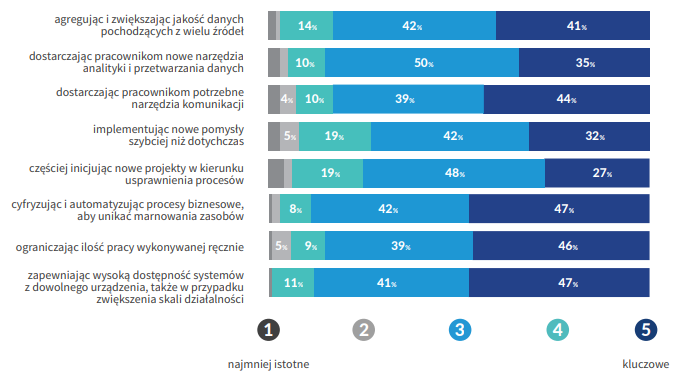 agregując i zwiększając jakość danych
pochodzących z wielu źródeł
14% 42% 41%
dostarczając pracownikom nowe narzędzia
analityki i przetwarzania danych
10% 50% 35%
dostarczając pracownikom potrzebne
narzędzia komunikacji
4% 10% 39% 44%
implementując nowe pomysły
szybciej niż dotychczas
5% 19% 42% 32%
częściej inicjując nowe projekty w kierunku
usprawnienia procesów
19% 48% 27%
cyfryzując i automatyzując procesy biznesowe,
aby unikać marnowania zasobów
8% 42% 47%
ograniczając ilość pracy wykonywanej ręcznie
5% 9% 39% 46%
zapewniając wysoką dostępność systemów
z dowolnego urządzenia, także w przypadku
zwiększenia skali działalności
11% 41% 47%
1 2 3 4 5
najmniej istotne kluczowe